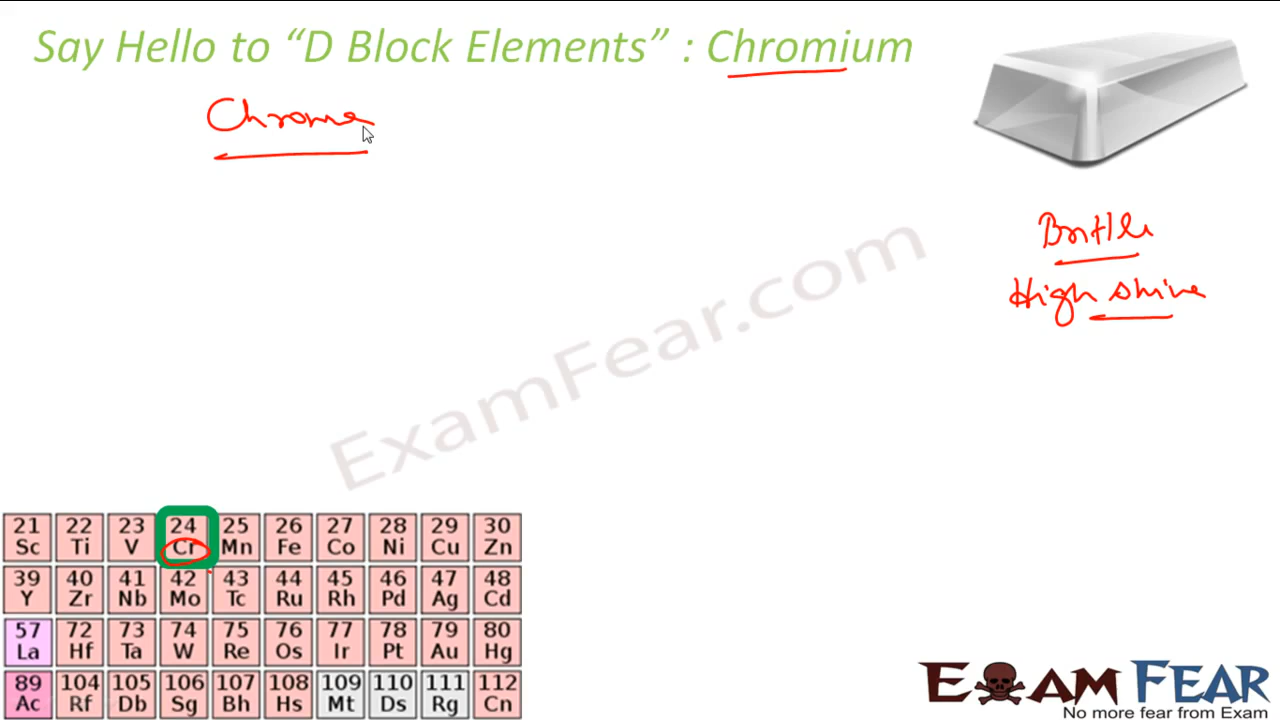 Say Hello to “D Block Elements” : Chromium
Chrome
Brittle
High shine
ExamFear.com
21 22 23 24 25 26 27 28 29 30
Sc Ti V Cr Mn Fe Co Ni Cu Zn
39 40 41 42 43 44 45 46 47 48
Y Zr Nb Mo Tc Ru Rh Pd Ag Cd
57 72 73 74 75 76 77 78 79 80
La Hf Ta W Re Os Ir Pt Au Hg
89 104 105 106 107 108 109 110 111 112
Ac Rf Db Sg Bh Hs Mt Ds Rg Cn
EXAM FEAR
No more fear from Exam